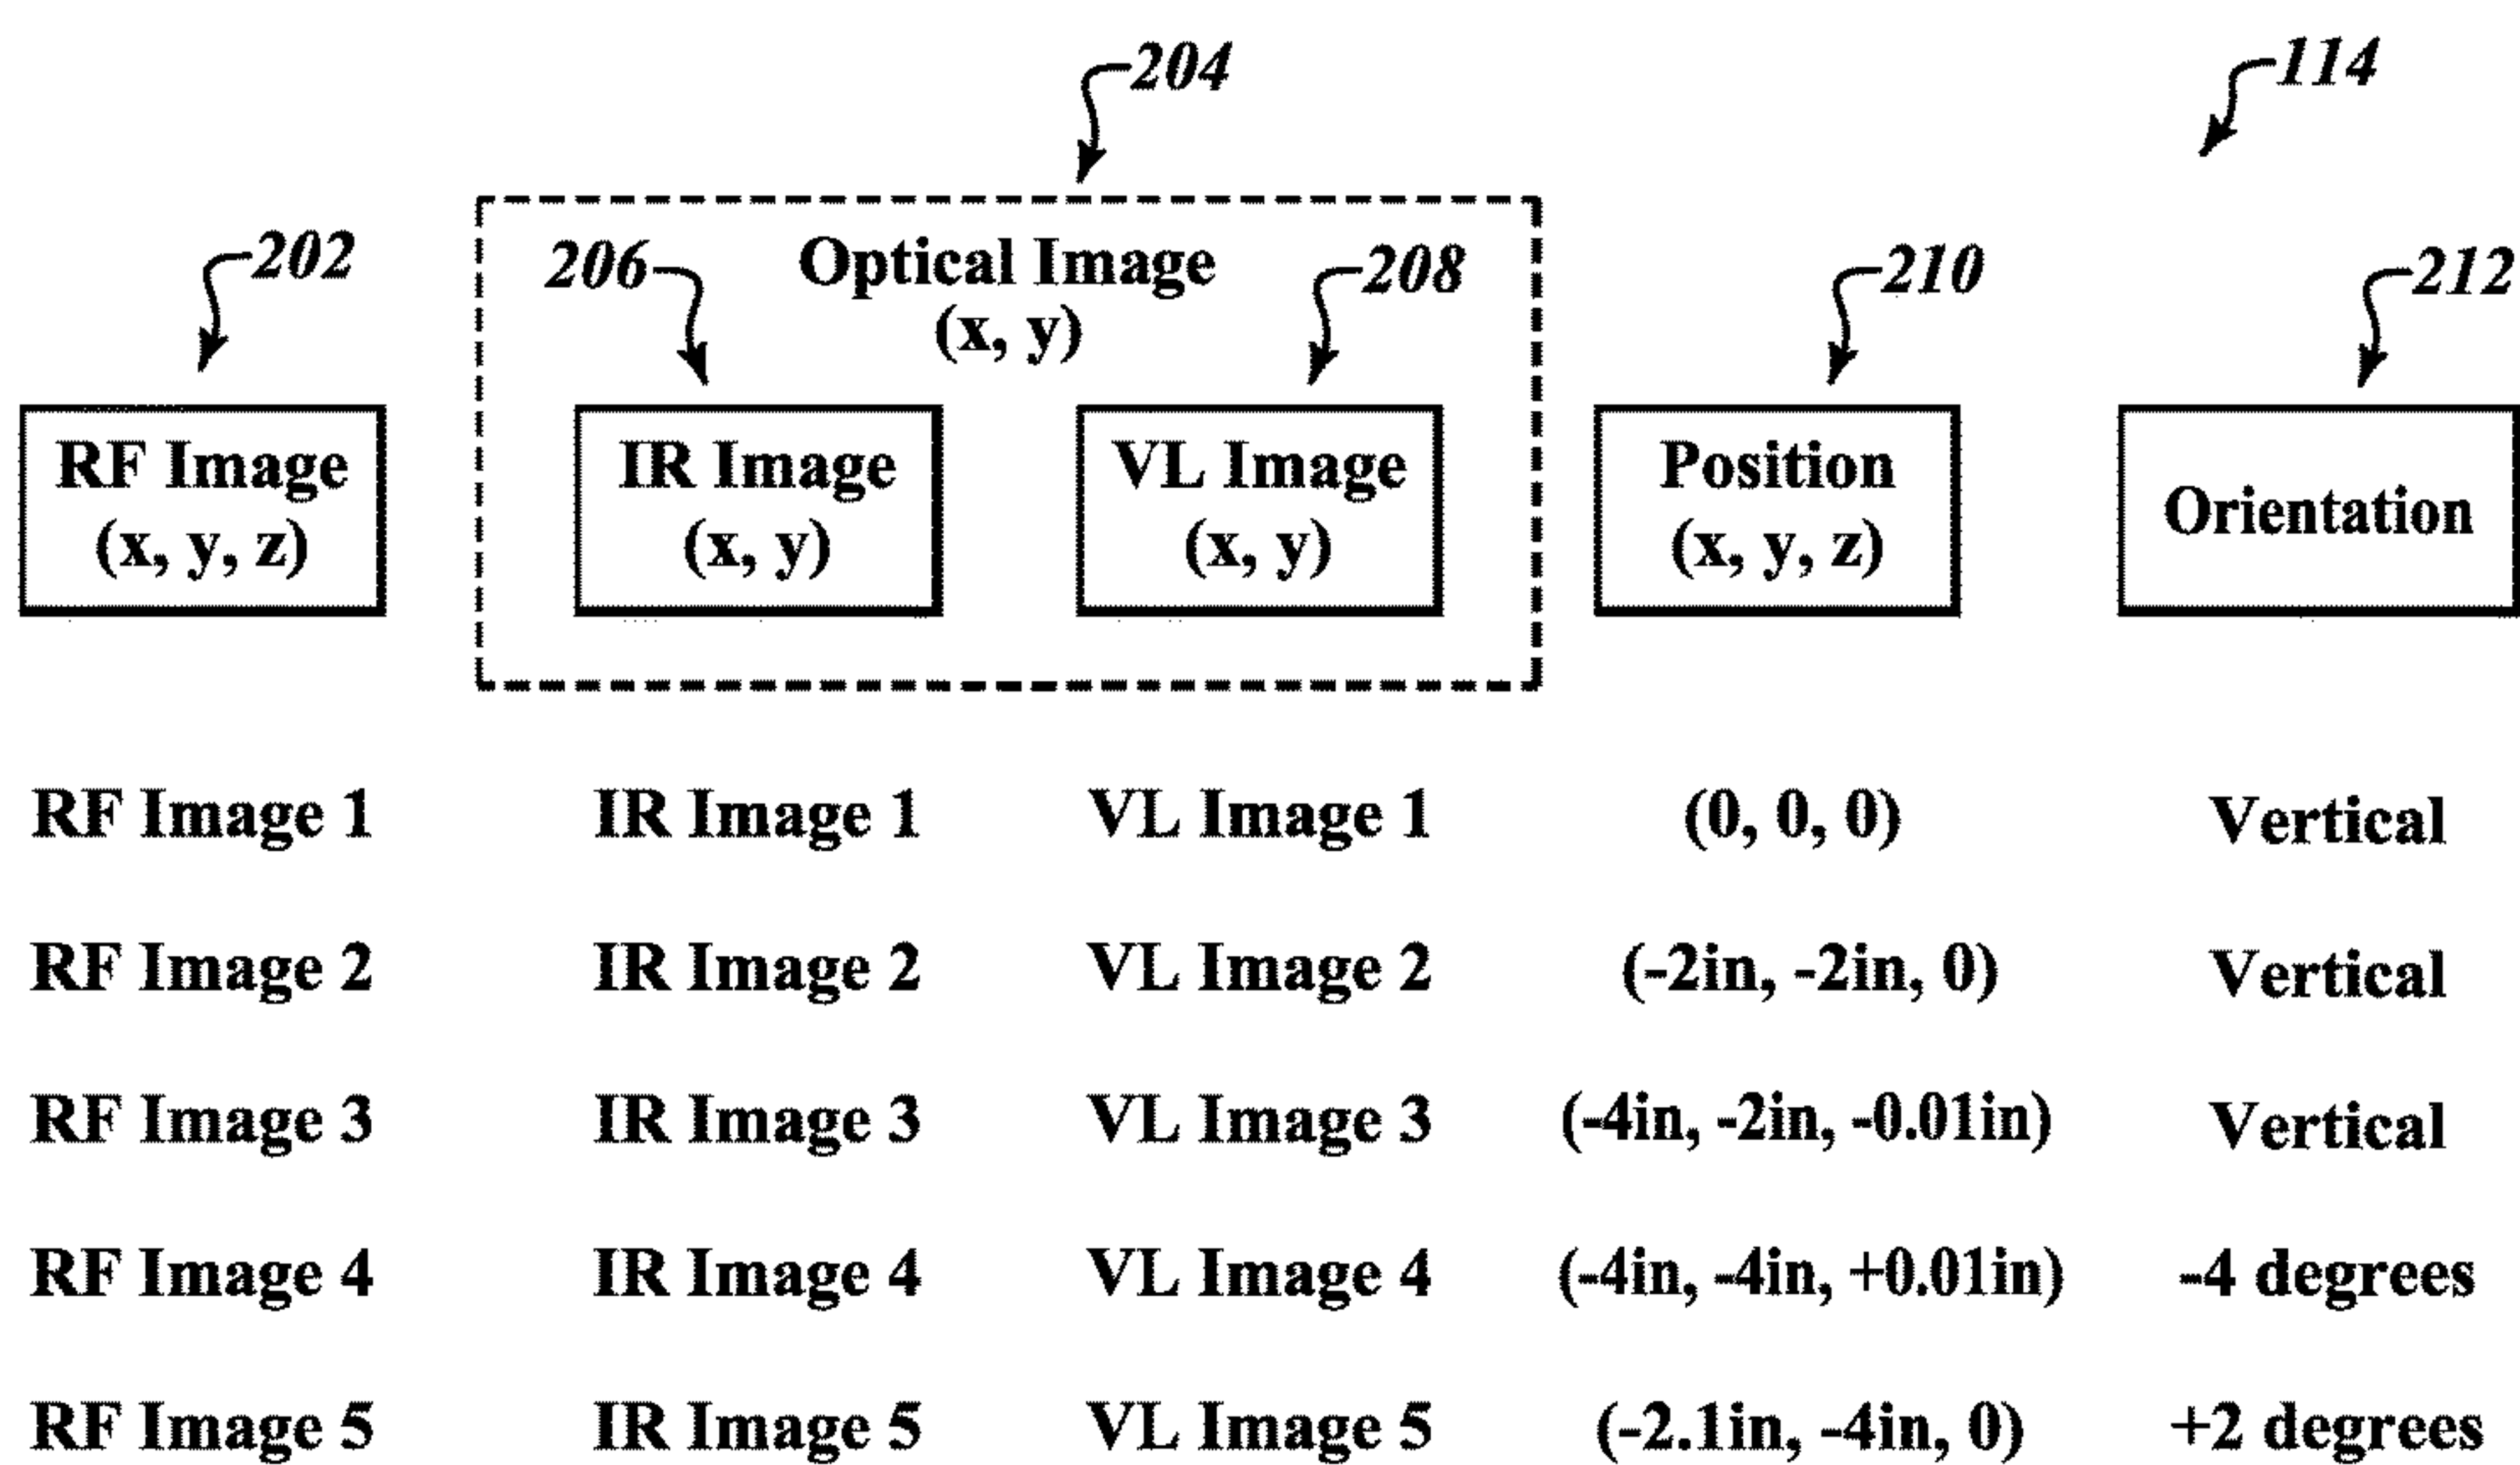 204
114
202
206
Optical Image
208
210
212
(x, y)
RF Image
(x, y, z)
IR Image
(x, y)
VL Image
(x, y)
Position
(x, y, z)
Orientation
RF Image 1 IR Image 1 VL Image 1 (0, 0, 0) Vertical
RF Image 2 IR Image 2 VL Image 2 (-2in, -2in, 0) Vertical
RF Image 3 IR Image 3 VL Image 3 (-4in, -2in, -0.01in) Vertical
RF Image 4 IR Image 4 VL Image 4 (-4in, -4in, +0.01in) -4 degrees
RF Image 5 IR Image 5 VL Image 5 (-2.1in, -4in, 0) +2 degrees